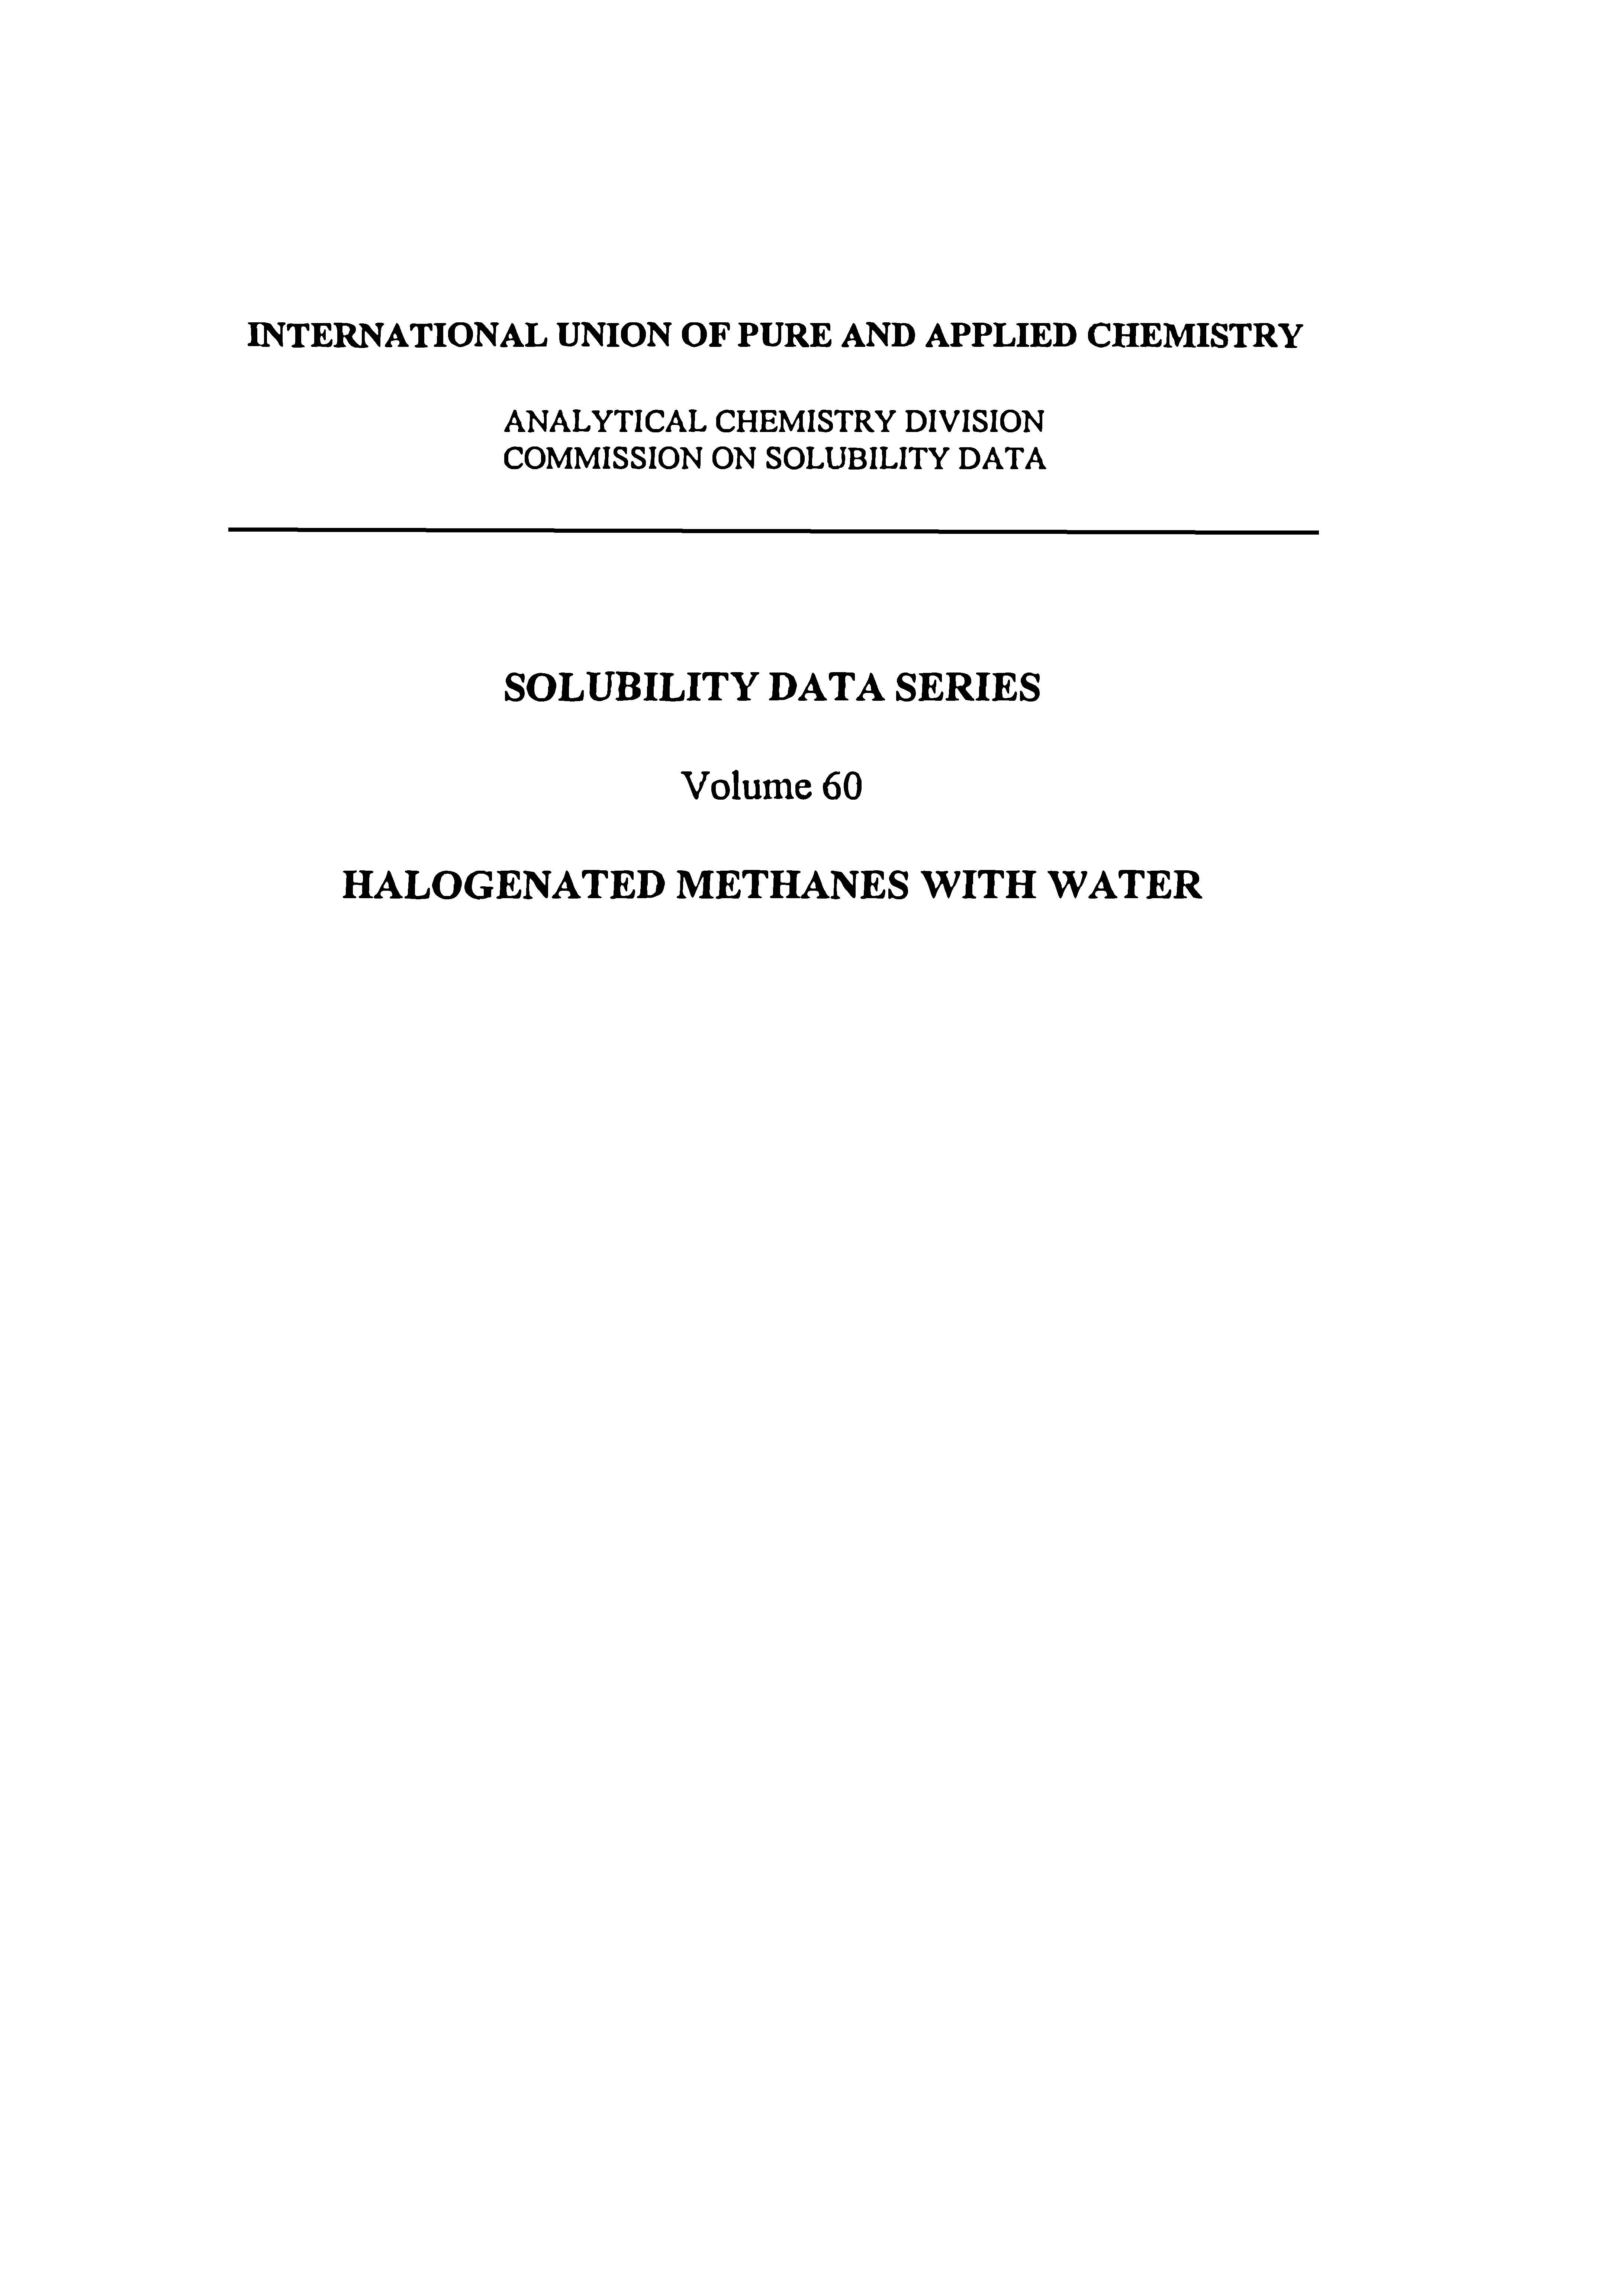 INTERNATIONAL UNION OF PURE AND APPLIED CHEMISTRY
ANALYTICAL CHEMISTRY DIVISION
COMMISSION ON SOLUBILITY DATA
SOLUBILITY DATA SERIES
Volume 60
HALOGENATED METHANES WITH WATER